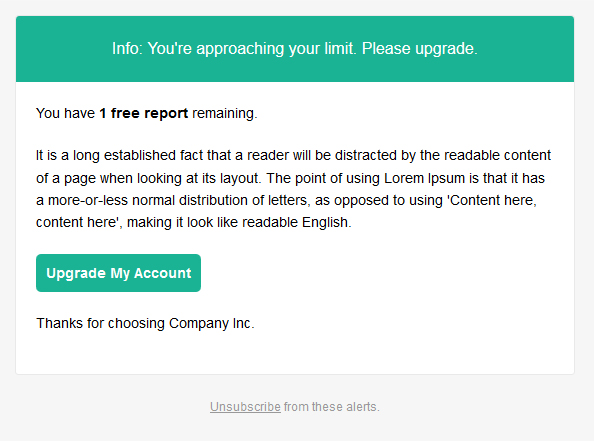 Info: You're approaching your limit. Please upgrade.
You have 1 free report remaining.
It is a long established fact that a reader will be distracted by the readable content
of a page when looking at its layout. The point of using Lorem Ipsum is that it has
a more-or-less normal distribution of letters, as opposed to using 'Content here,
content here', making it look like readable English.
Upgrade My Account
Thanks for choosing Company Inc.
Unsubscribe from these alerts.